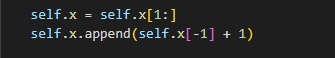 self.x = self.x[1:]
self.x.append(self.x[-1] + 1)